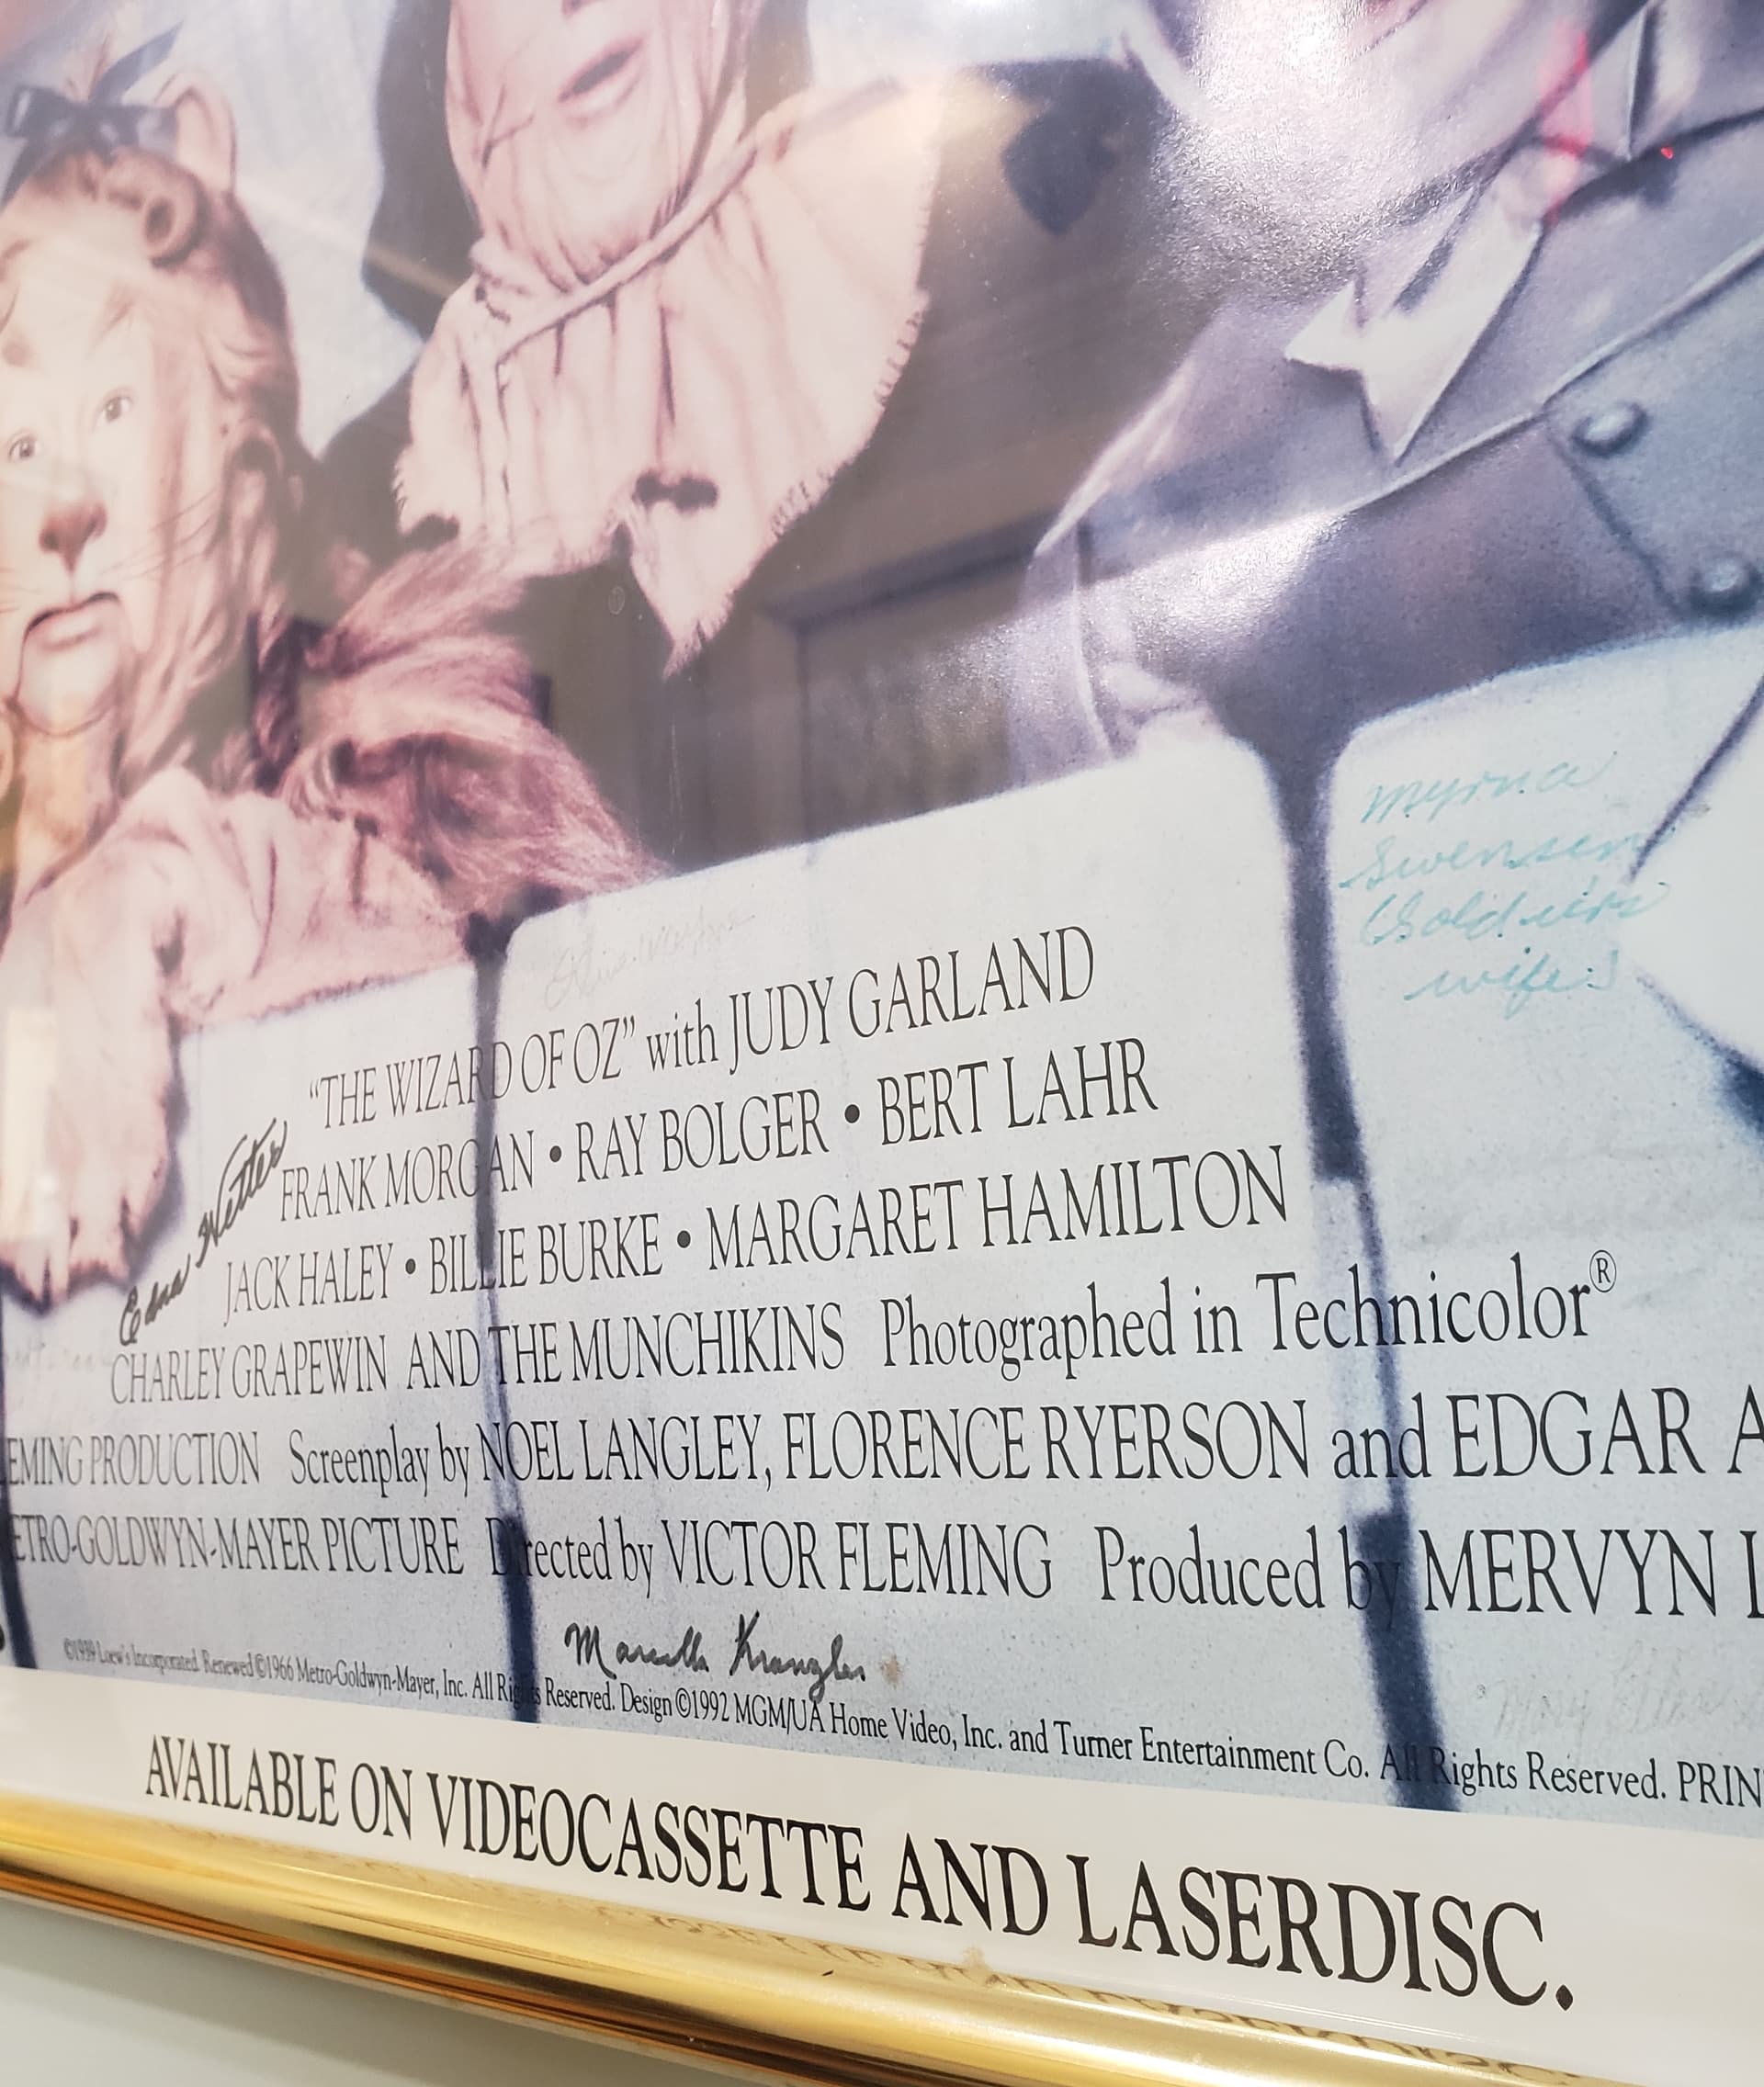 Myrna
Swensen
(Soldier's
wife)
"THE WIZARD OF OZ" with JUDY GARLAND
Edna Wetter
FRANK MORGAN • RAY BOLGER • BERT LAHR
JACK HALEY • BILLIE BURKE • MARGARET HAMILTON
CHARLEY GRAPEWIN AND THE MUNCHIKINS Photographed in Technicolor®
EMING PRODUCTION Screenplay by NOEL LANGLEY, FLORENCE RYERSON and EDGAR A
ETRO-GOLDWYN-MAYER PICTURE Directed by VICTOR FLEMING Produced by MERVYN L
Marcella Kranzler
©1939 Loew's Incorporated. Renewed ©1966 Metro-Goldwyn-Mayer, Inc. All Rights Reserved. Design ©1992 MGM/UA Home Video, Inc. and Turner Entertainment Co. All Rights Reserved. PRIN
AVAILABLE ON VIDEOCASSETTE AND LASERDISC.